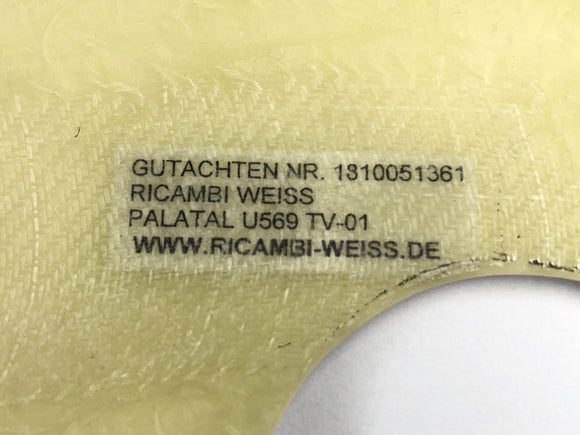 GUTACHTEN NR. 1810051361
RICAMBI WEISS
PALATAL U569 TV-01
WWW.RICAMBI-WEISS.DE